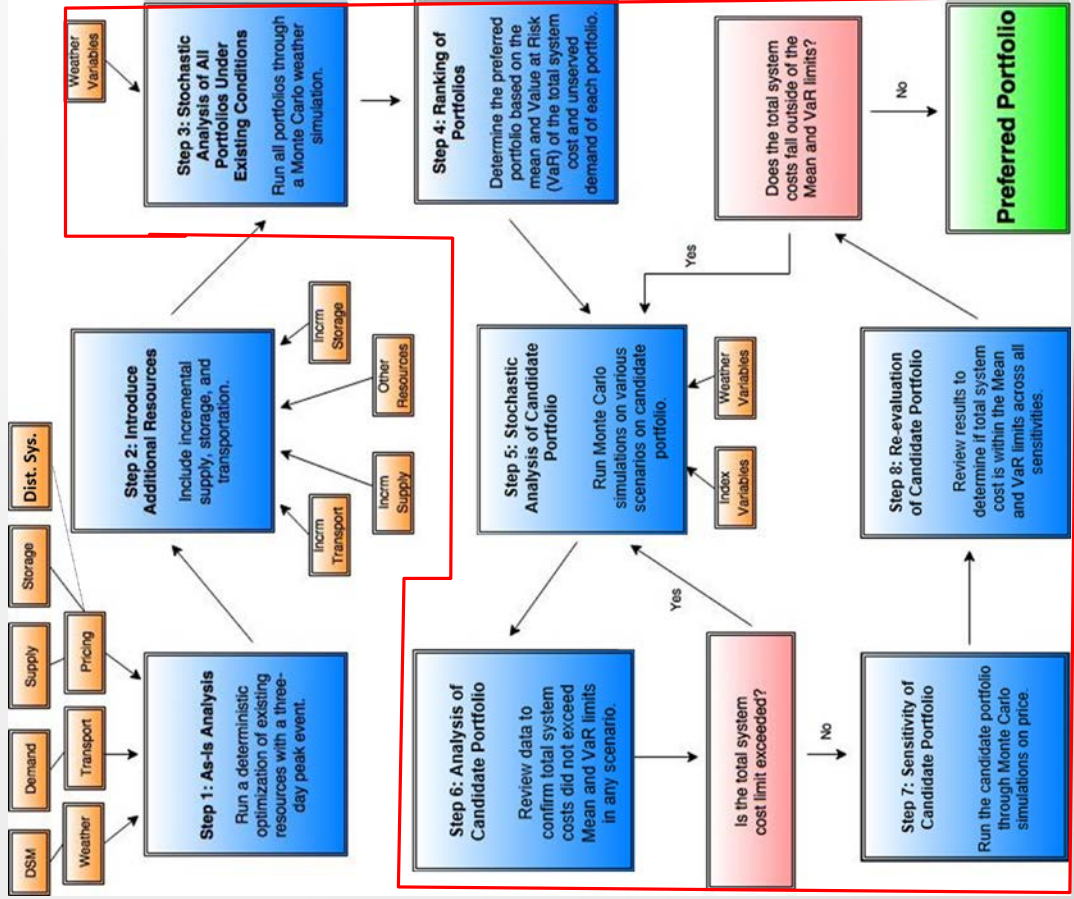 DSM
Demand
Supply
Storage
Dist. Sys.
Weather
Transport
Pricing
Step 1: As-Is Analysis
Run a deterministic
optimization of existing
resources with a three-
day peak event.
Step 2: Introduce
Additional Resources
Include incremental
supply, storage, and
transportation.
Incrm
Transport
Incrm
Supply
Other
Resources
Incrm
Storage
Weather
Variables
Step 3: Stochastic
Analysis of All
Portfolios Under
Existing Conditions
Run all portfolios through
a Monte Carlo weather
simulation.
Step 4: Ranking of
Portfolios
Determine the preferred
portfolio based on the
mean and Value at Risk
(VaR) of the total system
cost and unserved
demand of each portfolio.
Step 5: Stochastic
Analysis of Candidate
Portfolio
Run Monte Carlo
simulations on various
scenarios on candidate
portfolio.
Index
Variables
Weather
Variables
Step 6: Analysis of
Candidate Portfolio
Review data to
confirm total system
costs did not exceed
Mean and VaR limits
in any scenario.
Is the total system
cost limit exceeded?
Yes
No
Step 7: Sensitivity of
Candidate Portfolio
Run the candidate portfolio
through Monte Carlo
simulations on price.
Step 8: Re-evaluation
of Candidate Portfolio
Review results to
determine if total system
cost is within the Mean
and VaR limits across all
sensitivities.
Does the total system
costs fall outside of the
Mean and VaR limits?
Yes
No
Preferred Portfolio